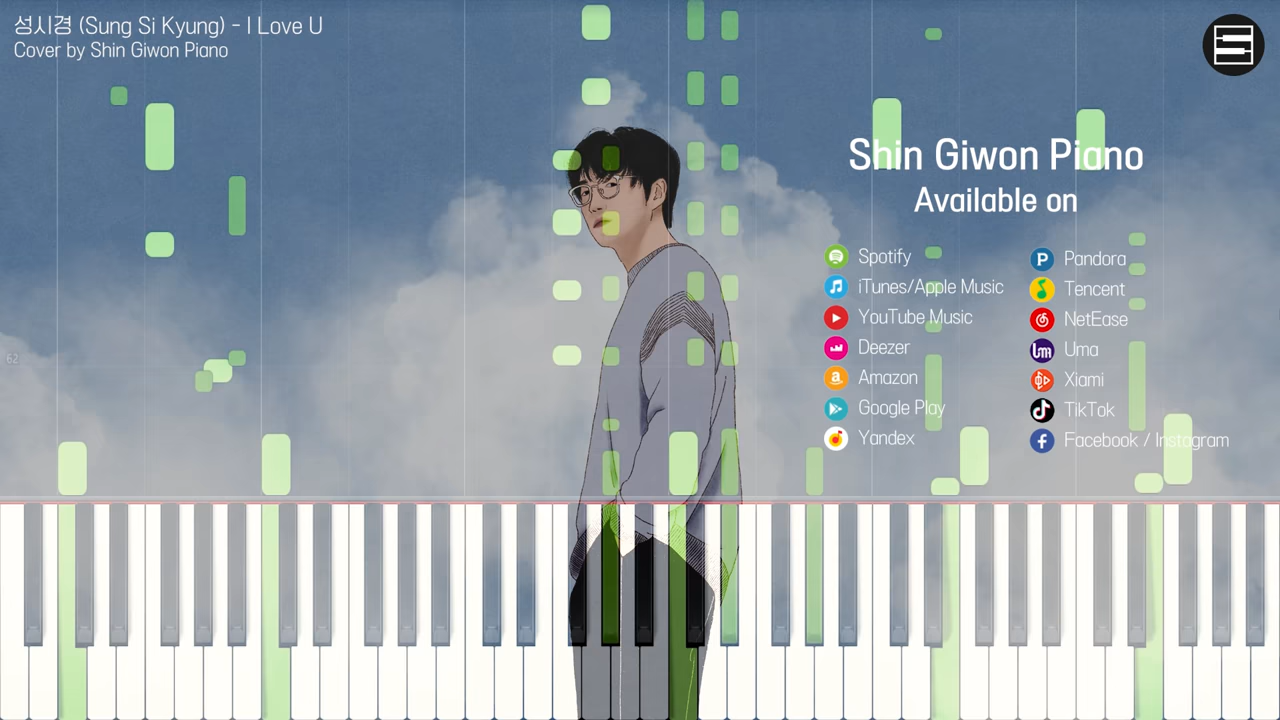 성시경 (Sung Si Kyung) - I Love U
Cover by Shin Giwon Piano
Shin Giwon Piano
Available on
Spotify
iTunes/Apple Music
YouTube Music
Deezer
Amazon
Google Play
Yandex
Pandora
Tencent
NetEase
Uma
Xiami
TikTok
Facebook / Instagram
62